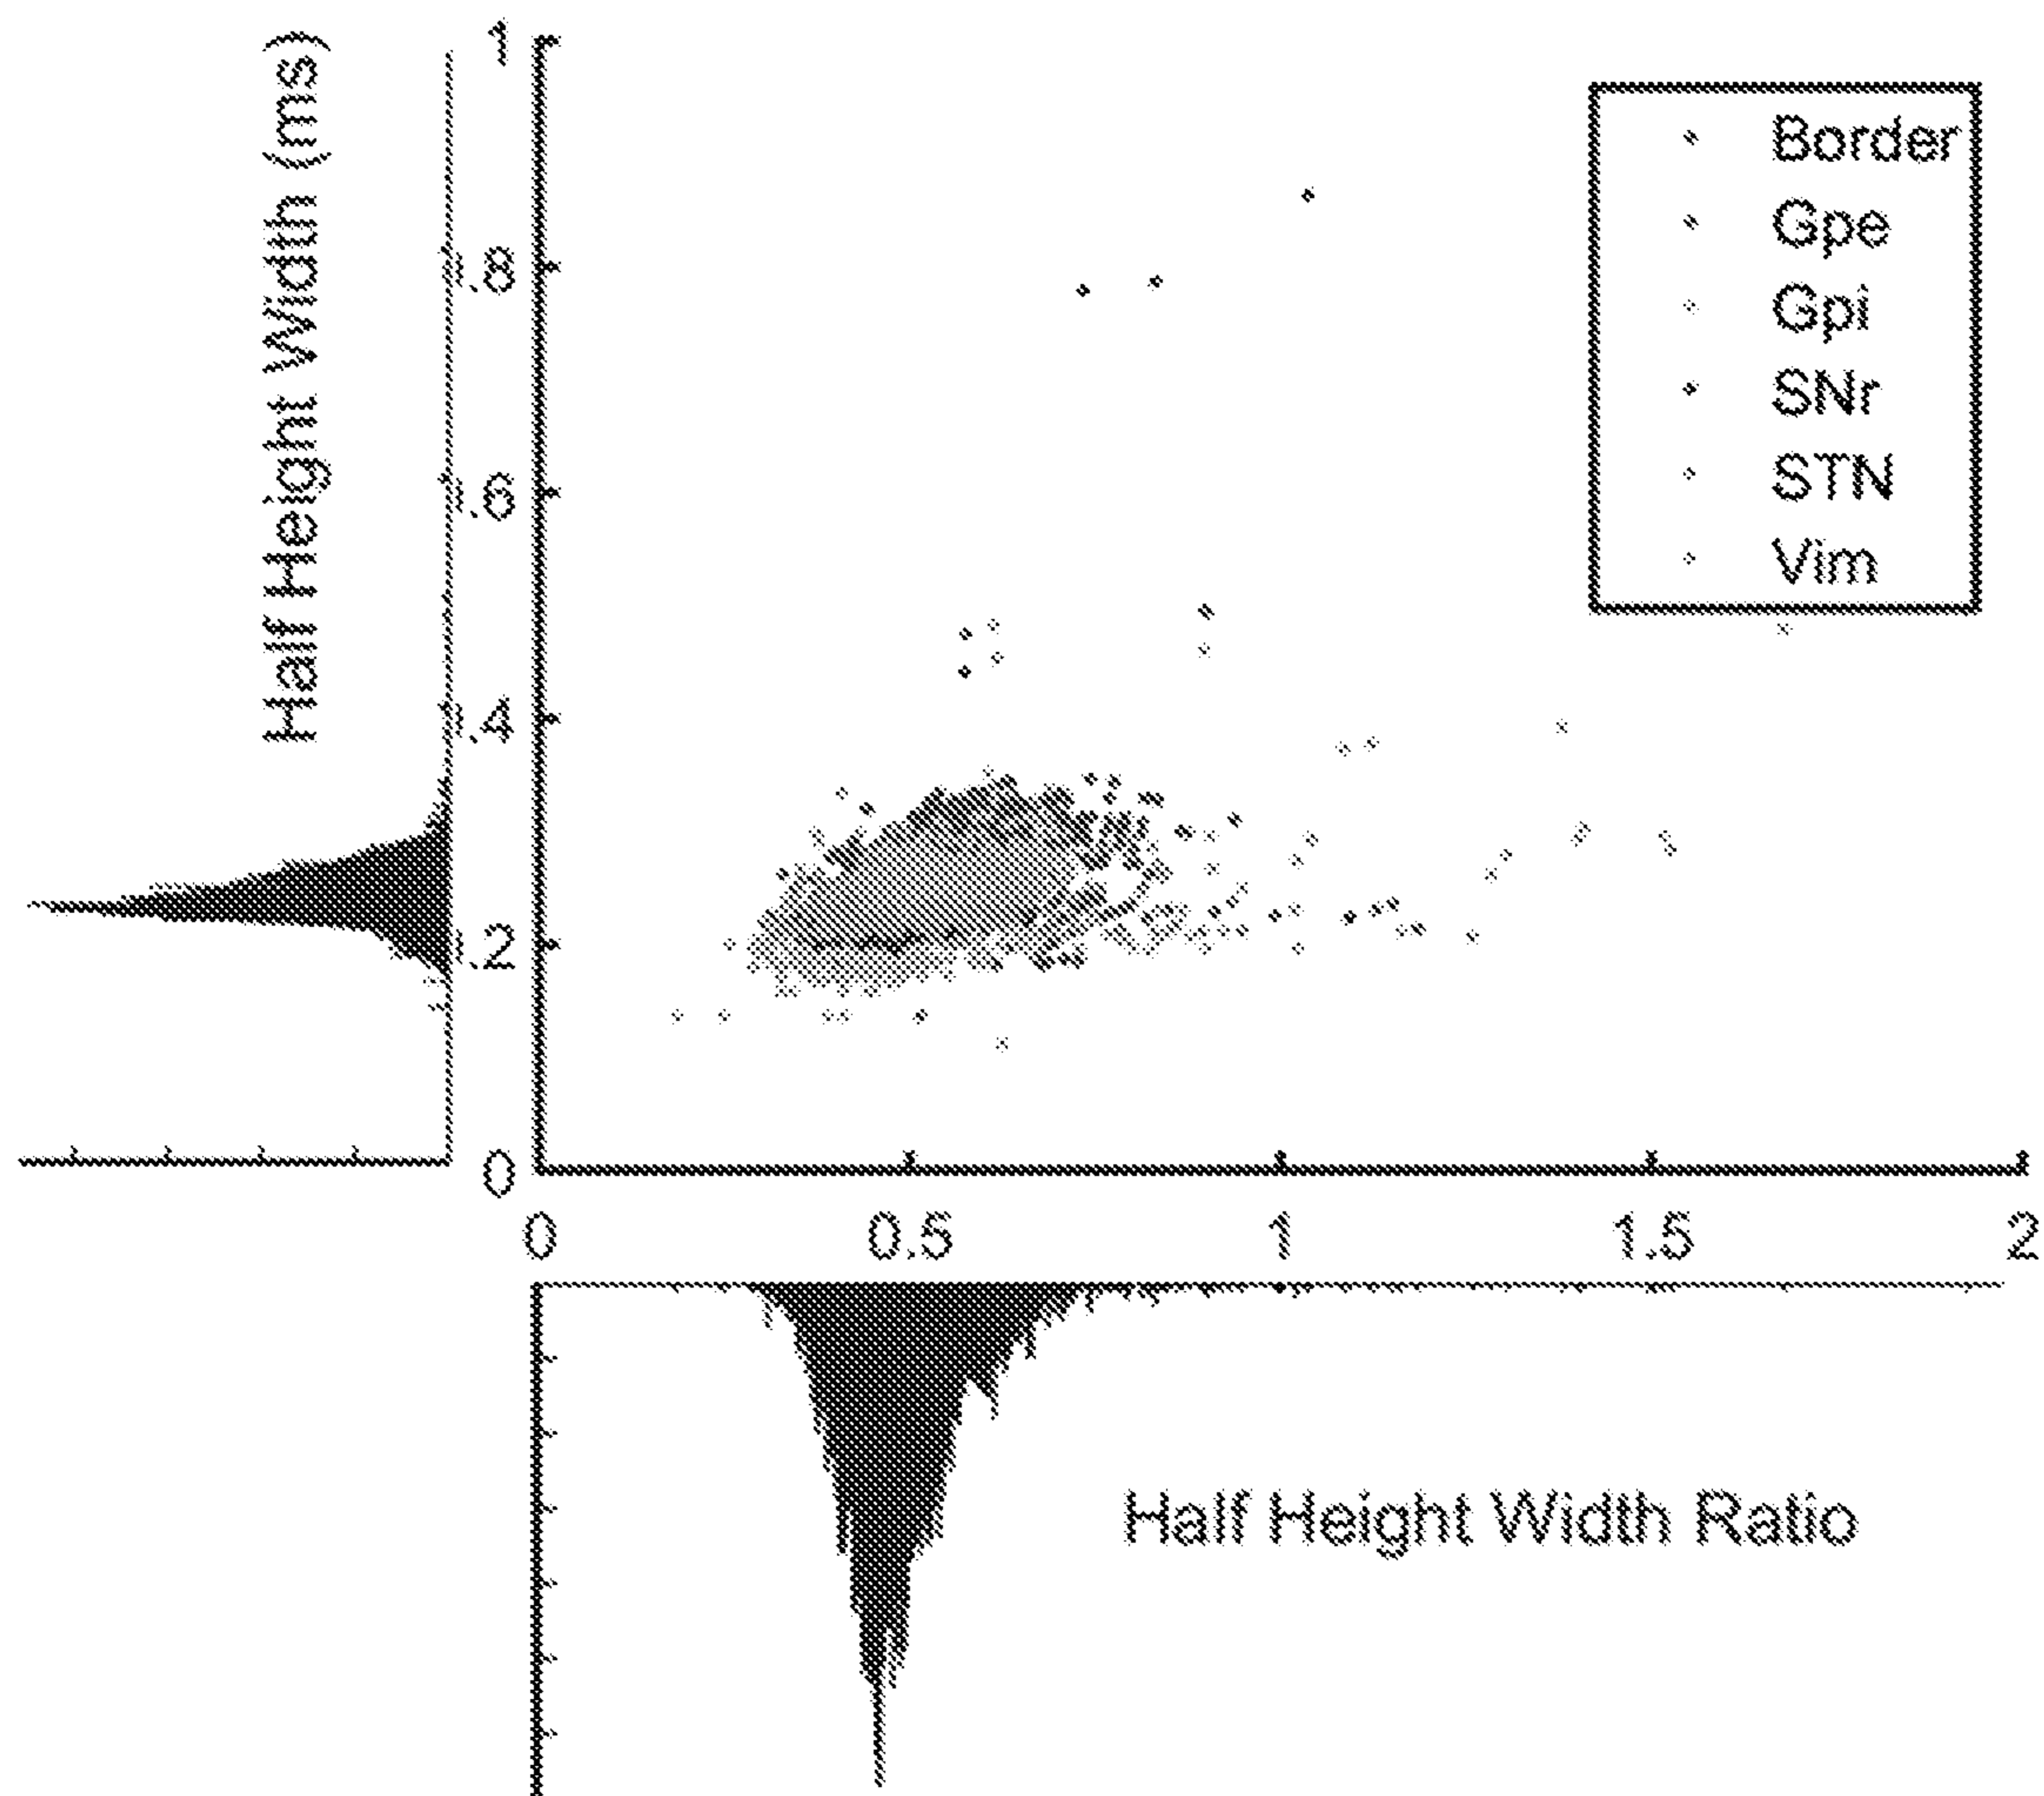 Half Height Width (ms)
1
.8
.6
.4
.2
0
Border
Gpe
Gpi
SNr
STN
Vim
0 0.5 1 1.5 2
Half Height Width Ratio